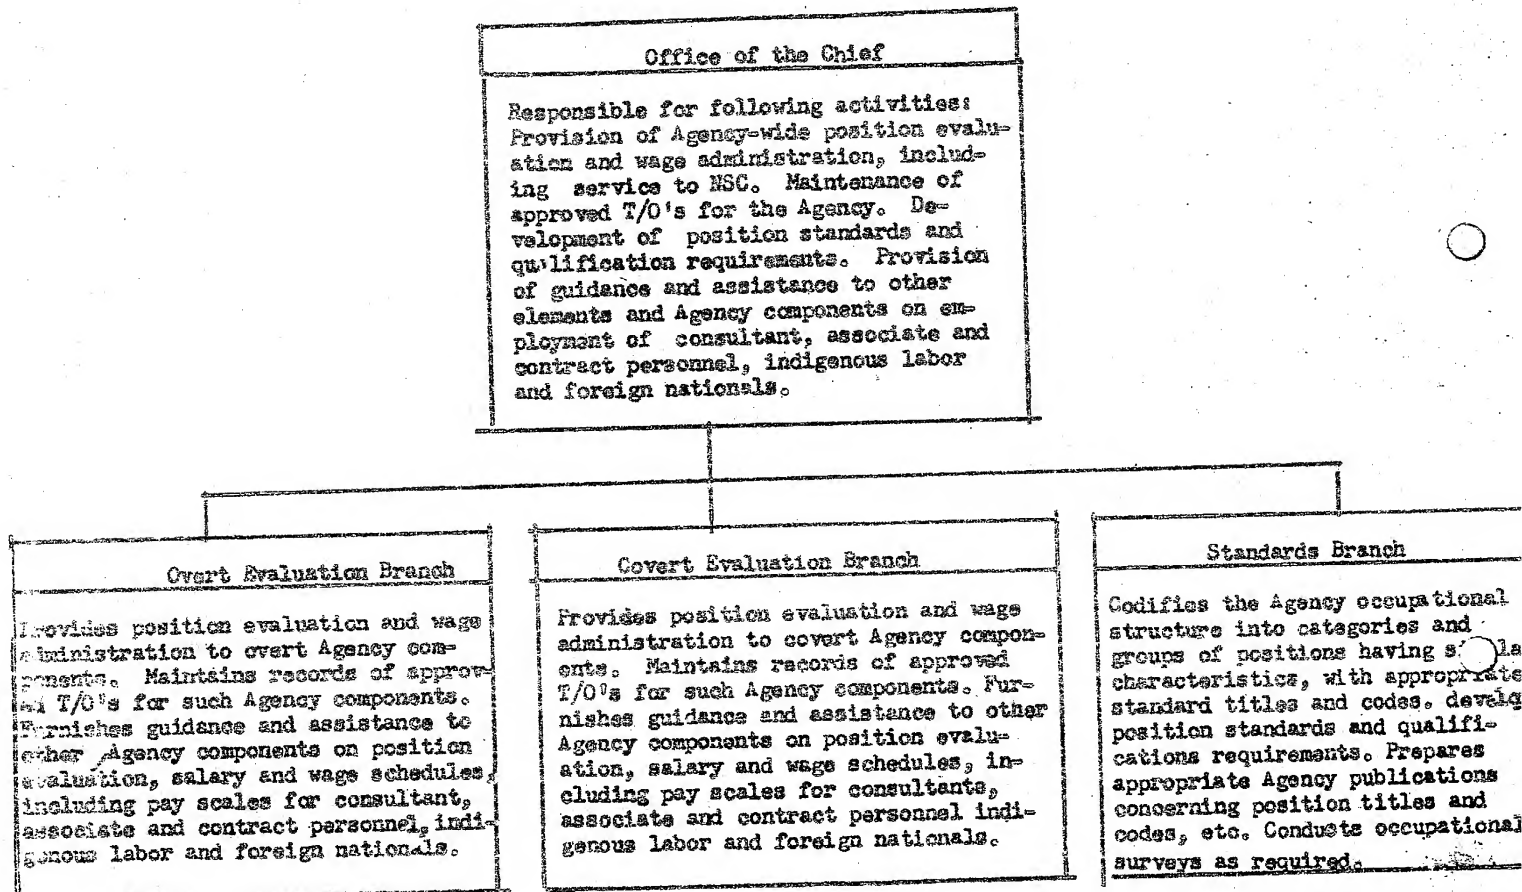 Office of the Chief
Responsible for following activities:
Provision of Agency-wide position evalu-
ation and wage administration, includ-
ing service to NSC. Maintenance of
approved T/O's for the Agency. De-
velopment of position standards and
qualification requirements. Provision
of guidance and assistance to other
elements and Agency components on em-
ployment of consultant, associate and
contract personnel, indigenous labor
and foreign nationals.
Overt Evaluation Branch
Provides position evaluation and wage
administration to overt Agency com-
ponents. Maintains records of approv-
ed T/O's for such Agency components.
Furnishes guidance and assistance to
other Agency components on position
evaluation, salary and wage schedules,
including pay scales for consultant,
associate and contract personnel, indi-
genous labor and foreign nationals.
Covert Evaluation Branch
Provides position evaluation and wage
administration to covert Agency compon-
ents. Maintains records of approved
T/O's for such Agency components. Fur-
nishes guidance and assistance to other
Agency components on position evalu-
ation, salary and wage schedules, in-
cluding pay scales for consultants,
associate and contract personnel indi-
genous labor and foreign nationals.
Standards Branch
Codifies the Agency occupational
structure into categories and
groups of positions having
characteristics, with appropriate
standard titles and codes. develop
position standards and qualifi-
cations requirements. Prepares
appropriate Agency publications
concerning position titles and
codes, etc. Conducts occupational
surveys as required.